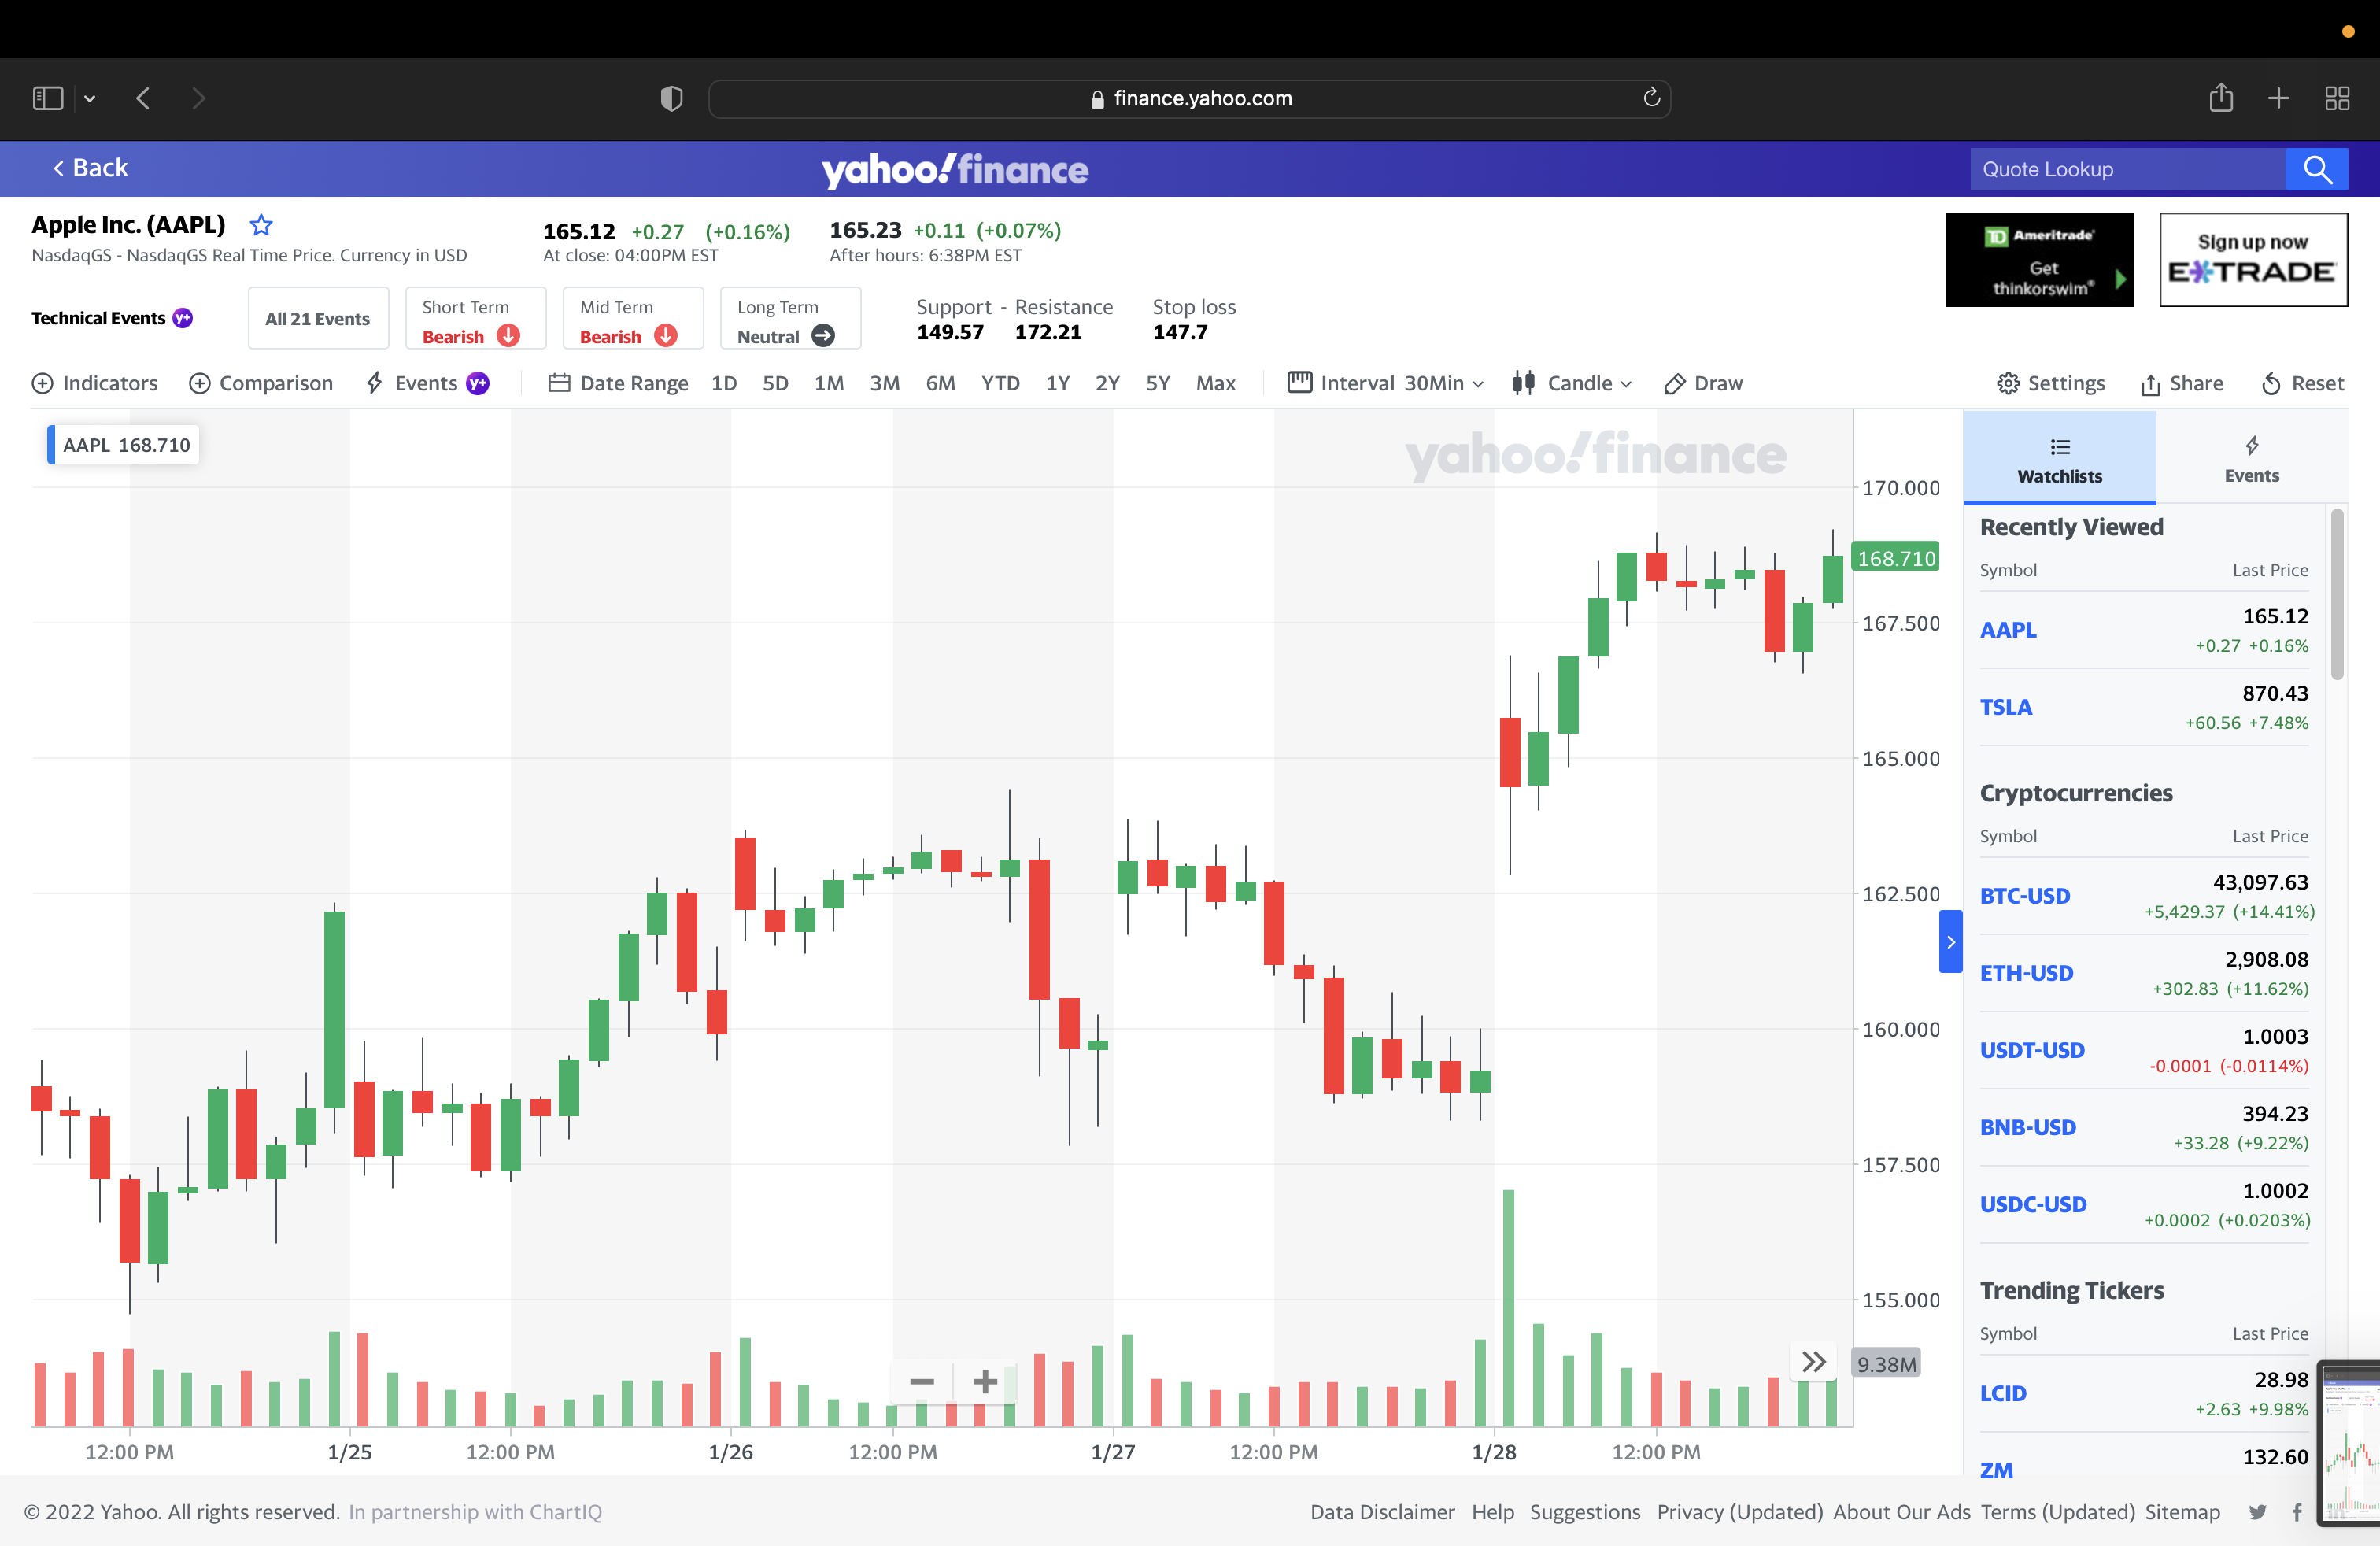 finance.yahoo.com
Back
yahoo!finance
Quote Lookup
Apple Inc. (AAPL)
NasdaqGS - NasdaqGS Real Time Price. Currency in USD
165.12 +0.27 (+0.16%)
At close: 04:00PM EST
165.23 +0.11 (+0.07%)
After hours: 6:38PM EST
TD Ameritrade®
Get
thinkorswim®
Sign up now
E*TRADE
Technical Events y+
All 21 Events
Short Term
Bearish
Mid Term
Bearish
Long Term
Neutral
Support - Resistance
149.57 172.21
Stop loss
147.7
Indicators Comparison Events y+ Date Range 1D 5D 1M 3M 6M YTD 1Y 2Y 5Y Max Interval 30Min Candle Draw Settings Share Reset
AAPL 168.710
yahoo!finance
170.000
168.710
167.500
165.000
162.500
160.000
157.500
155.000
9.38M
12:00 PM 1/25 12:00 PM 1/26 12:00 PM 1/27 12:00 PM 1/28 12:00 PM
Watchlists
Events
Recently Viewed
Symbol Last Price
AAPL 165.12
+0.27 +0.16%
TSLA 870.43
+60.56 +7.48%
Cryptocurrencies
Symbol Last Price
BTC-USD 43,097.63
+5,429.37 (+14.41%)
ETH-USD 2,908.08
+302.83 (+11.62%)
USDT-USD 1.0003
-0.0001 (-0.0114%)
BNB-USD 394.23
+33.28 (+9.22%)
USDC-USD 1.0002
+0.0002 (+0.0203%)
Trending Tickers
Symbol Last Price
LCID 28.98
+2.63 +9.98%
ZM 132.60
© 2022 Yahoo. All rights reserved. In partnership with ChartIQ
Data Disclaimer Help Suggestions Privacy (Updated) About Our Ads Terms (Updated) Sitemap